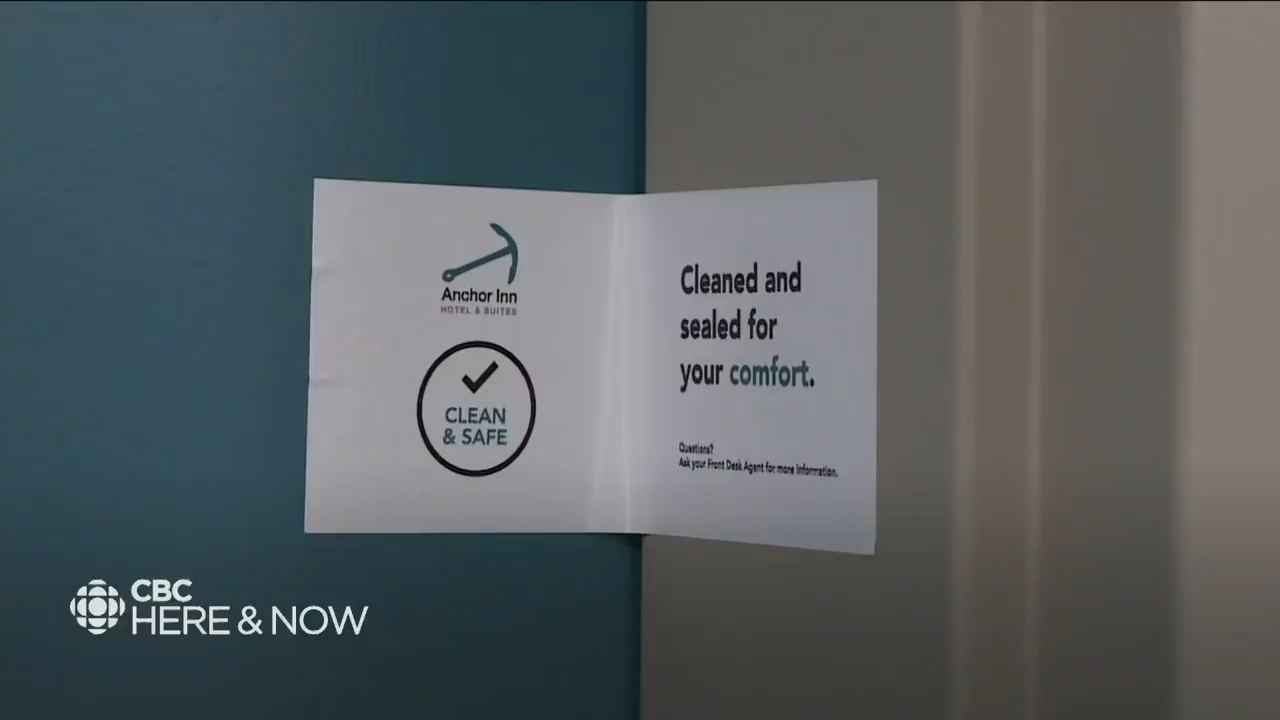 Anchor Inn
HOTEL & SUITES
CLEAN
& SAFE
Cleaned and
sealed for
your comfort.
Questions?
Ask your Front Desk Agent for more information.
CBC
HERE & NOW